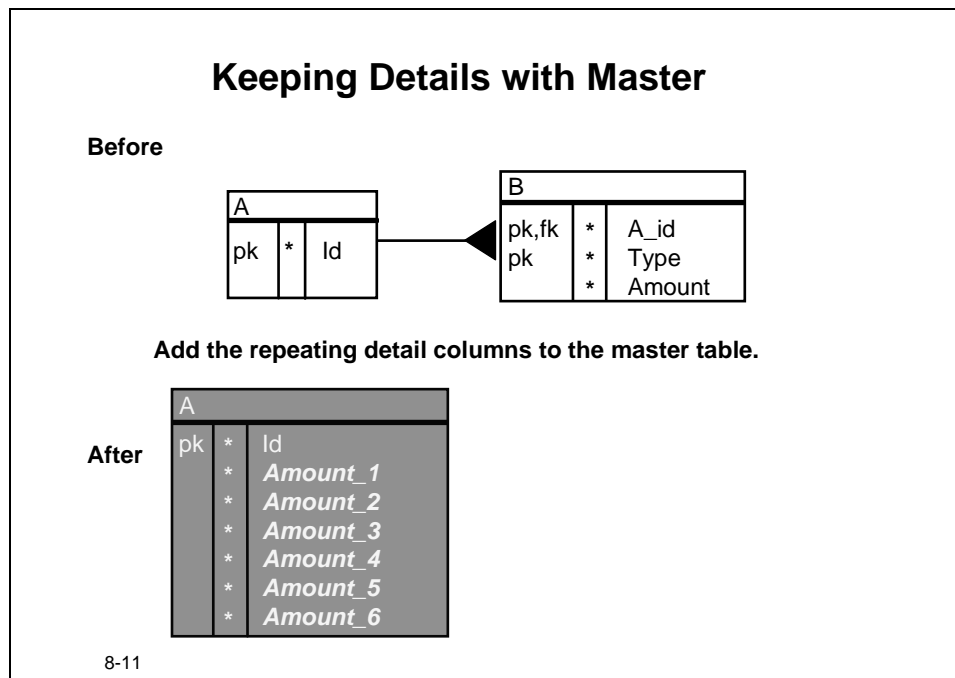 Keeping Details with Master
Before
A
pk * Id
B
pk,fk * A_id
pk * Type
* Amount
Add the repeating detail columns to the master table.
After
A
pk * Id
* Amount_1
* Amount_2
* Amount_3
* Amount_4
* Amount_5
* Amount_6
8-11